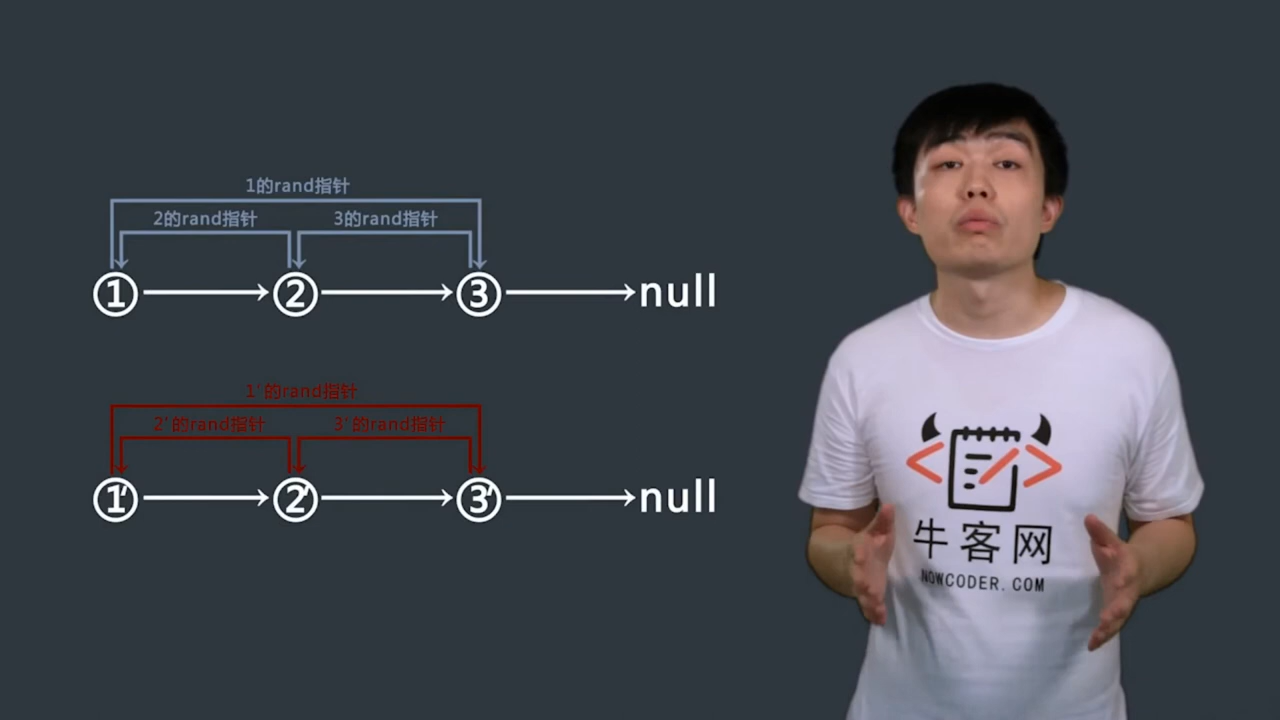 1的rand指针
2的rand指针 3的rand指针
1 2 3 null
1′的rand指针
2′的rand指针 3′的rand指针
1′ 2′ 3′ null
牛客网
NOWCODER.COM